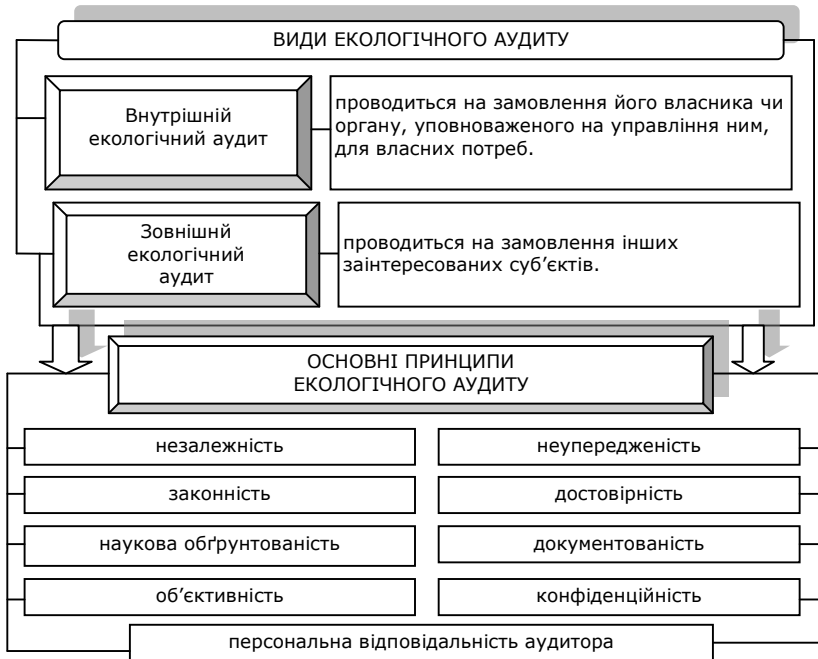 ВИДИ ЕКОЛОГІЧНОГО АУДИТУ
Внутрішній
екологічний аудит
проводиться на замовлення його власника чи
органу, уповноваженого на управління ним,
для власних потреб.
Зовнішнй
екологічний
аудит
проводиться на замовлення інших
заінтересованих суб’єктів.
ОСНОВНІ ПРИНЦИПИ
ЕКОЛОГІЧНОГО АУДИТУ
незалежність
неупередженість
законність
достовірність
наукова обґрунтованість
документованість
об’єктивність
конфіденційність
персональна відповідальність аудитора